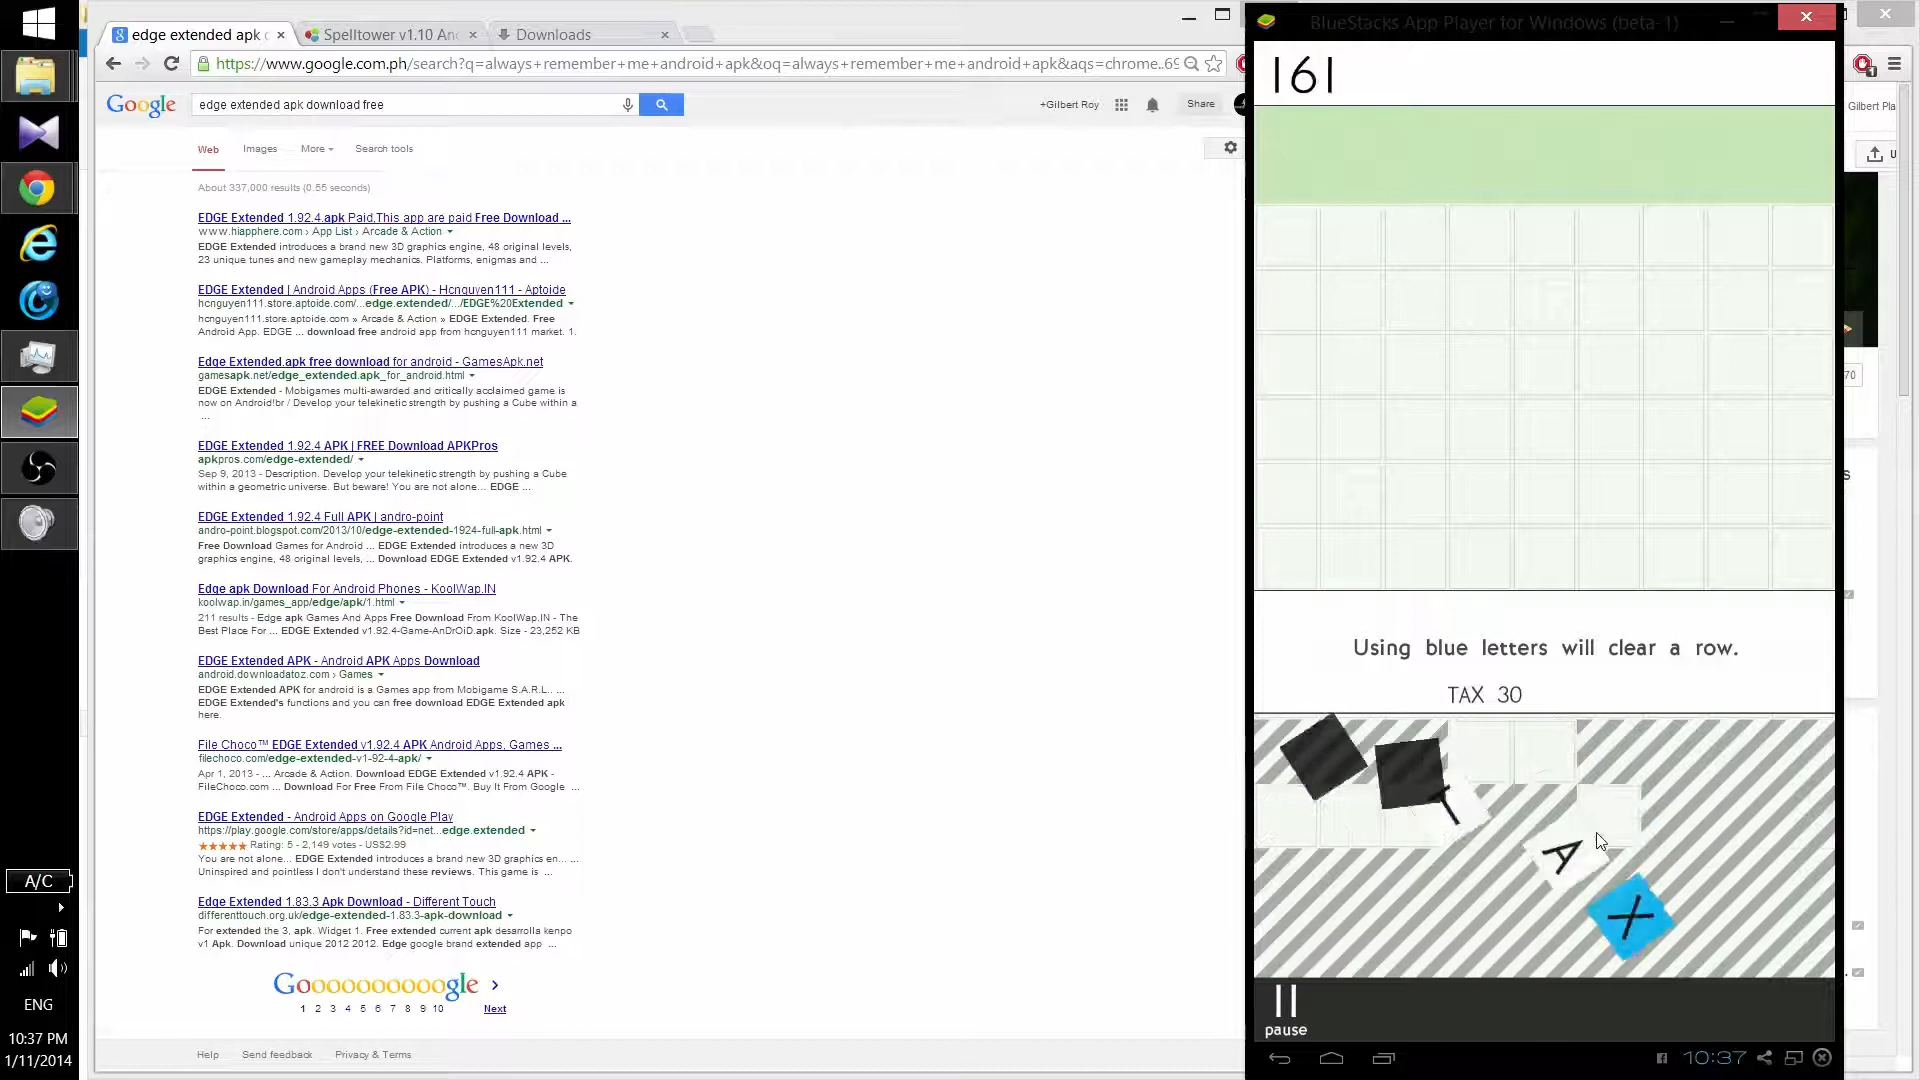 edge extended apk
Spelltower v1.10 An
Downloads
https://www.google.com.ph/search?q=always+remember+me+android+apk&oq=always+remember+me+android+apk&aqs=chrome..69
Google
edge extended apk download free
+Gilbert Roy
Share
Web
Images
More
Search tools
About 337,000 results (0.55 seconds)
EDGE Extended 1.92.4.apk Paid,This app are paid Free Download ...
www.hiapphere.com › App List › Arcade & Action
EDGE Extended introduces a brand new 3D graphics engine, 48 original levels,
23 unique tunes and new gameplay mechanics. Platforms, enigmas and ...
EDGE Extended | Android Apps (Free APK) - Hcnguyen111 - Aptoide
hcnguyen111.store.aptoide.com/...edge.extended/.../EDGE%20Extended
hcnguyen111.store.aptoide.com » Arcade & Action » EDGE Extended. Free
Android App. EDGE ... download free android app from hcnguyen111 market. 1.
Edge Extended.apk free download for android - GamesApk.net
gamesapk.net/edge_extended.apk_for_android.html
EDGE Extended - Mobigames multi-awarded and critically acclaimed game is
now on Android!br / Develop your telekinetic strength by pushing a Cube within a
...
EDGE Extended 1.92.4 APK | FREE Download APKPros
apkpros.com/edge-extended/
Sep 9, 2013 - Description. Develop your telekinetic strength by pushing a Cube
within a geometric universe. But beware! You are not alone... EDGE ...
EDGE Extended 1.92.4 Full APK | andro-point
andro-point.blogspot.com/2013/10/edge-extended-1924-full-apk.html
Free Download Games for Android ... EDGE Extended introduces a new 3D
graphics engine, 48 original levels, ... Download EDGE Extended v1.92.4 APK.
Edge apk Download For Android Phones - KoolWap.IN
koolwap.in/games_app/edge/apk/1.html
211 results - Edge apk Games And Apps Free Download From KoolWap.IN - The
Best Place For ... EDGE Extended v1.92.4-Game-AnDrOiD.apk. Size - 23,252 KB
EDGE Extended APK - Android APK Apps Download
android.downloadatoz.com › Games
EDGE Extended APK for android is a Games app from Mobigame S.A.R.L.. ...
EDGE Extended's functions and you can free download EDGE Extended apk
here.
File Choco™ EDGE Extended v1.92.4 APK Android Apps, Games ...
filechoco.com/edge-extended-v1-92-4-apk/
Apr 1, 2013 - ... Arcade & Action. Download EDGE Extended v1.92.4 APK -
FileChoco.com ... Download For Free From File Choco™. Buy It From Google ...
EDGE Extended - Android Apps on Google Play
https://play.google.com/store/apps/details?id=net...edge.extended
Rating: 5 - 2,149 votes - US$2.99
You are not alone... EDGE Extended introduces a brand new 3D graphics en... ...
Uninspired and pointless I don't understand these reviews. This game is ...
Edge Extended 1.83.3 Apk Download - Different Touch
differenttouch.org.uk/edge-extended-1.83.3-apk-download
For extended the 3, apk. Widget 1. Free extended current apk desarrolla kenpo
v1 Apk. Download unique 2012 2012. Edge google brand extended app ...
Goooooooooogle
1 2 3 4 5 6 7 8 9 10 Next
Help
Send feedback
Privacy & Terms
BlueStacks App Player for Windows (beta-1)
161
Using blue letters will clear a row.
TAX 30
T
A
X
pause
10:37
Gilbert Pla
U
70
A/C
ENG
10:37 PM
1/11/2014